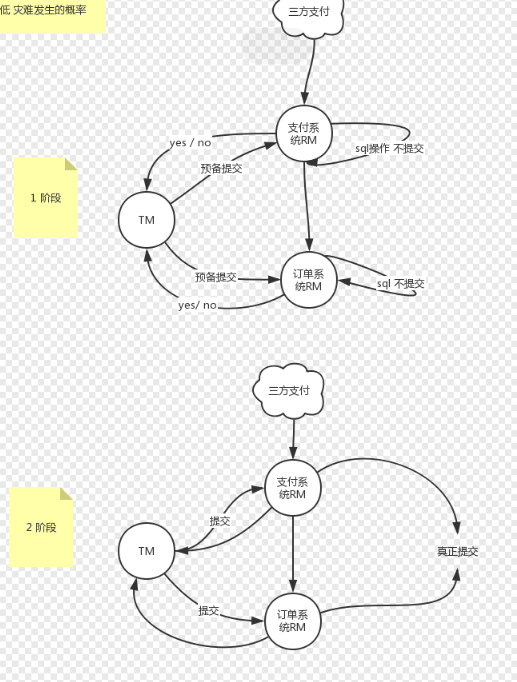 低 灾难发生的概率
三方支付
支付系
统RM
yes / no
sql操作 不提交
预备提交
1 阶段
TM
预备提交
订单系
统RM
sql 不提交
yes/ no
三方支付
支付系
统RM
2 阶段
提交
TM
真正提交
提交
订单系
统RM